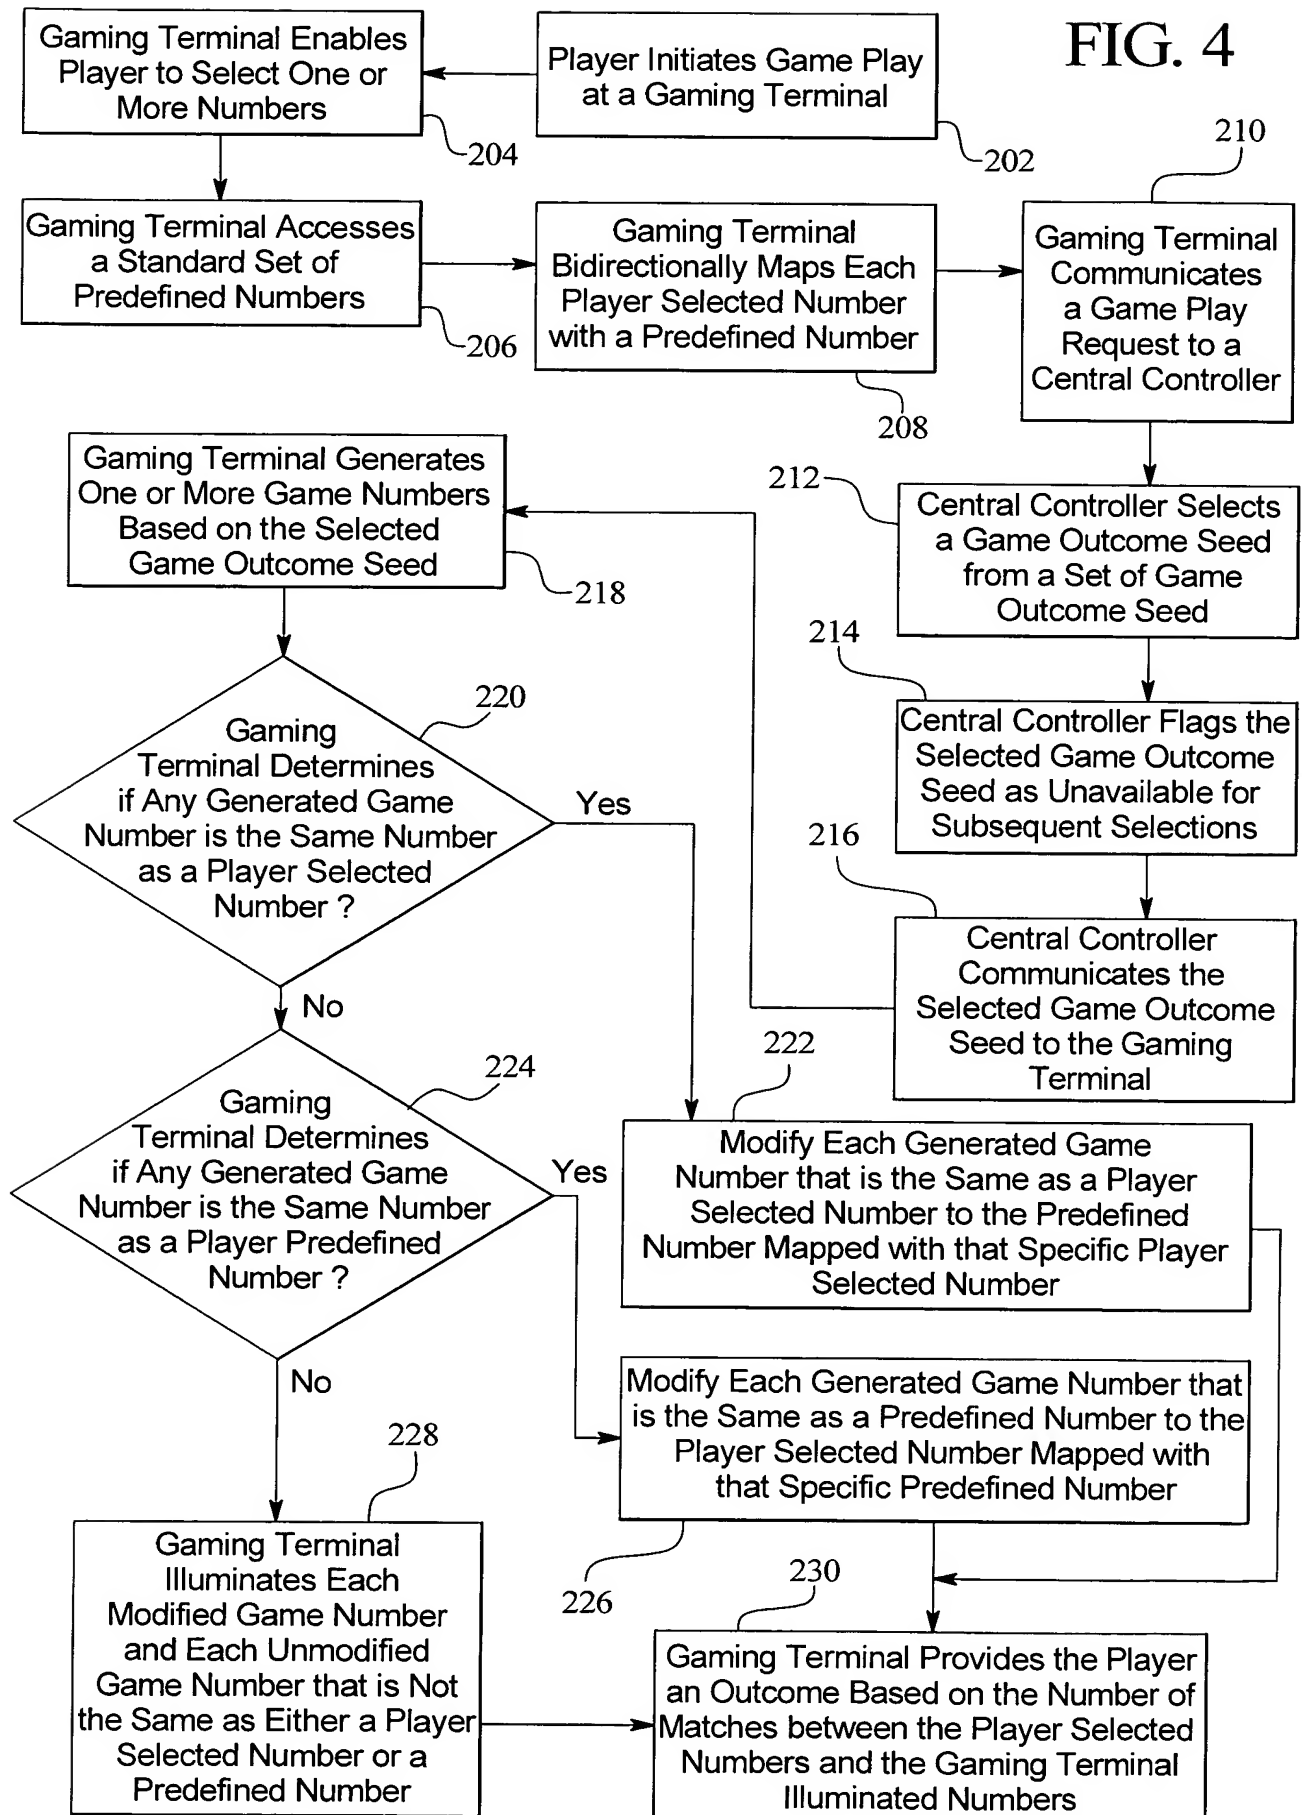 FIG. 4
Player Initiates Game Play
at a Gaming Terminal
202
Gaming Terminal Enables
Player to Select One or
More Numbers
204
Gaming Terminal Accesses
a Standard Set of
Predefined Numbers
206
Gaming Terminal
Bidirectionally Maps Each
Player Selected Number
with a Predefined Number
208
210
Gaming Terminal
Communicates
a Game Play
Request to a
Central Controller
212
Central Controller Selects
a Game Outcome Seed
from a Set of Game
Outcome Seed
214
Central Controller Flags the
Selected Game Outcome
Seed as Unavailable for
Subsequent Selections
216
Central Controller
Communicates the
Selected Game Outcome
Seed to the Gaming
Terminal
Gaming Terminal Generates
One or More Game Numbers
Based on the Selected
Game Outcome Seed
218
220
Gaming
Terminal Determines
if Any Generated Game
Number is the Same Number
as a Player Selected
Number ?
Yes
No
222
Modify Each Generated Game
Number that is the Same as a Player
Selected Number to the Predefined
Number Mapped with that Specific Player
Selected Number
224
Gaming
Terminal Determines
if Any Generated Game
Number is the Same Number
as a Player Predefined
Number ?
Yes
No
Modify Each Generated Game Number that
is the Same as a Predefined Number to the
Player Selected Number Mapped with
that Specific Predefined Number
226
228
Gaming Terminal
Illuminates Each
Modified Game Number
and Each Unmodified
Game Number that is Not
the Same as Either a Player
Selected Number or a
Predefined Number
230
Gaming Terminal Provides the Player
an Outcome Based on the Number of
Matches between the Player Selected
Numbers and the Gaming Terminal
Illuminated Numbers